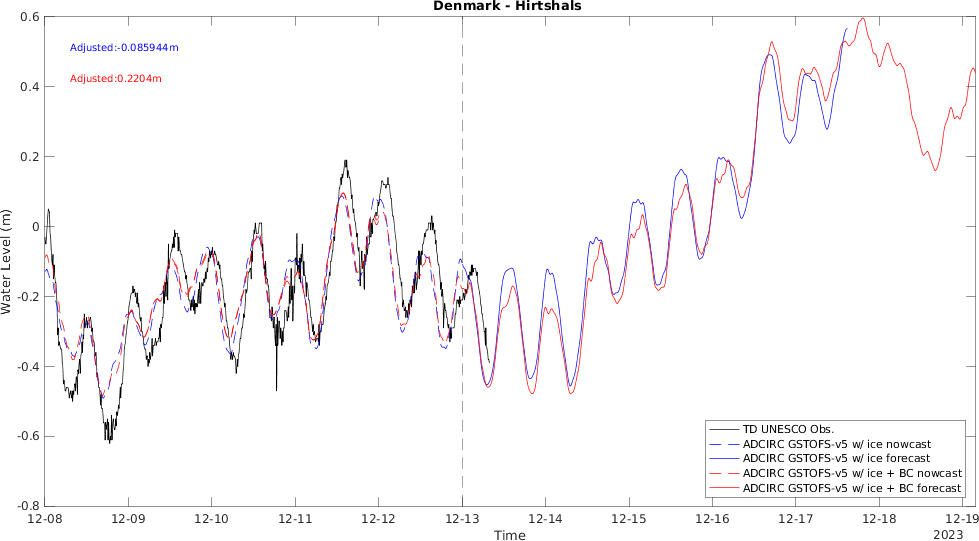 Denmark - Hirtshals
0.6
0.4
0.2
0
-0.2
-0.4
-0.6
-0.8
Water Level (m)
Adjusted:-0.085944m
Adjusted:0.2204m
TD UNESCO Obs.
ADCIRC GSTOFS-v5 w/ ice nowcast
ADCIRC GSTOFS-v5 w/ ice forecast
ADCIRC GSTOFS-v5 w/ ice + BC nowcast
ADCIRC GSTOFS-v5 w/ ice + BC forecast
12-08 12-09 12-10 12-11 12-12 12-13 12-14 12-15 12-16 12-17 12-18 12-19
Time
2023